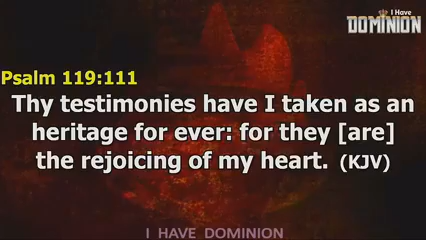 I Have
DOMINION
Psalm 119:111
Thy testimonies have I taken as an
heritage for ever: for they [are]
the rejoicing of my heart. (KJV)
I HAVE DOMINION